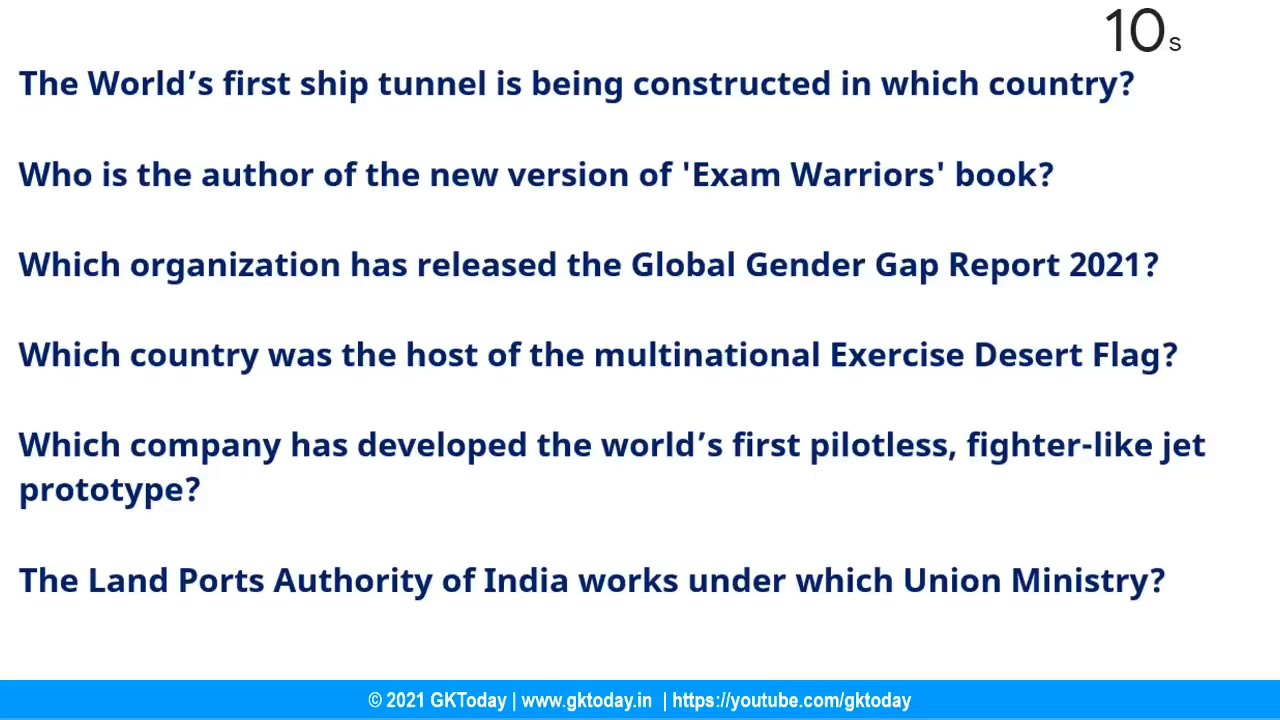 10s
The World’s first ship tunnel is being constructed in which country?
Who is the author of the new version of 'Exam Warriors' book?
Which organization has released the Global Gender Gap Report 2021?
Which country was the host of the multinational Exercise Desert Flag?
Which company has developed the world’s first pilotless, fighter-like jet
prototype?
The Land Ports Authority of India works under which Union Ministry?
© 2021 GKToday | www.gktoday.in | https://youtube.com/gktoday